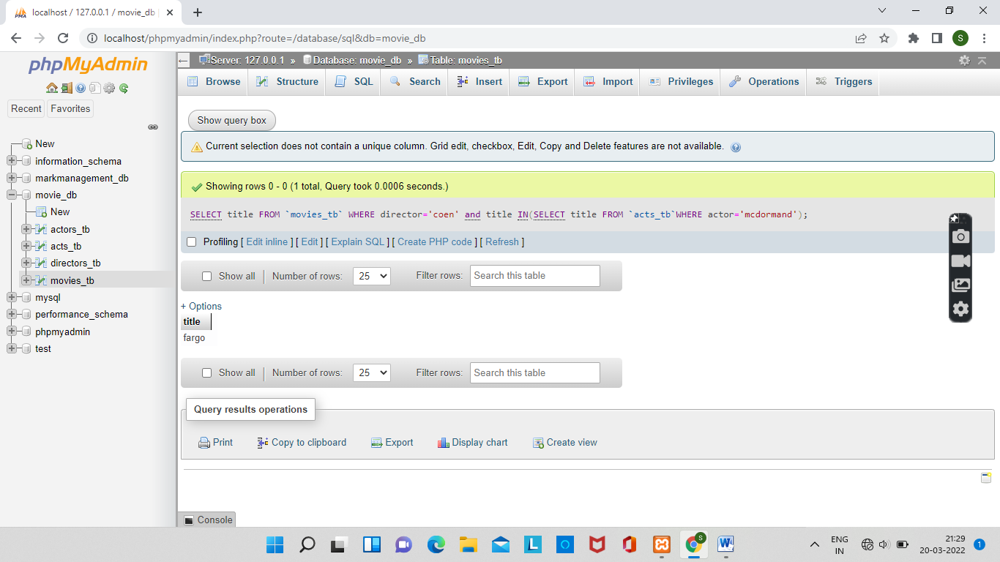 localhost / 127.0.0.1 / movie_db |
localhost/phpmyadmin/index.php?route=/database/sql&db=movie_db
S
phpMyAdmin
Recent Favorites
New
information_schema
markmanagement_db
movie_db
New
actors_tb
acts_tb
directors_tb
movies_tb
mysql
performance_schema
phpmyadmin
test
Server: 127.0.0.1 » Database: movie_db » Table: movies_tb
Browse Structure SQL Search Insert Export Import Privileges Operations Triggers
Show query box
Current selection does not contain a unique column. Grid edit, checkbox, Edit, Copy and Delete features are not available.
Showing rows 0 - 0 (1 total, Query took 0.0006 seconds.)
SELECT title FROM `movies_tb` WHERE director='coen' and title IN(SELECT title FROM `acts_tb`WHERE actor='mcdormand');
Profiling [ Edit inline ] [ Edit ] [ Explain SQL ] [ Create PHP code ] [ Refresh ]
Show all | Number of rows: 25 Filter rows: Search this table
+ Options
title
fargo
Show all | Number of rows: 25 Filter rows: Search this table
Query results operations
Print Copy to clipboard Export Display chart Create view
Console
ENG
IN
21:29
20-03-2022
1